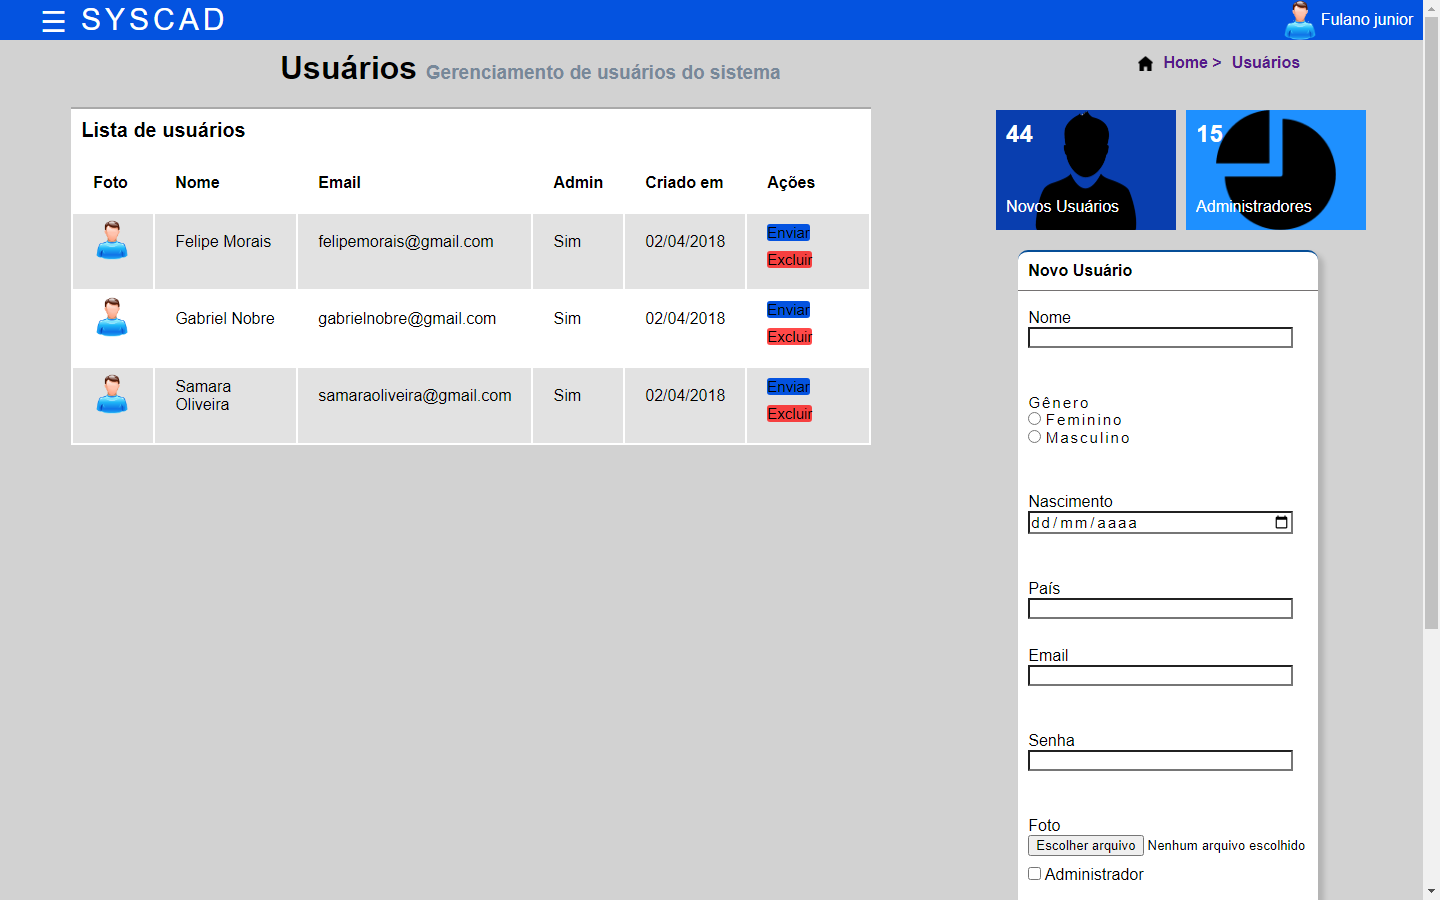 ☰ SYSCAD
Fulano junior
Usuários Gerenciamento de usuários do sistema
Home > Usuários
Lista de usuários
Foto Nome Email Admin Criado em Ações
Felipe Morais felipemorais@gmail.com Sim 02/04/2018 Enviar
Excluir
Gabriel Nobre gabrielnobre@gmail.com Sim 02/04/2018 Enviar
Excluir
Samara
Oliveira samaraoliveira@gmail.com Sim 02/04/2018 Enviar
Excluir
44
Novos Usuários
15
Administradores
Novo Usuário
Nome
Gênero
Feminino
Masculino
Nascimento
dd/mm/aaaa
País
Email
Senha
Foto
Escolher arquivo Nenhum arquivo escolhido
Administrador